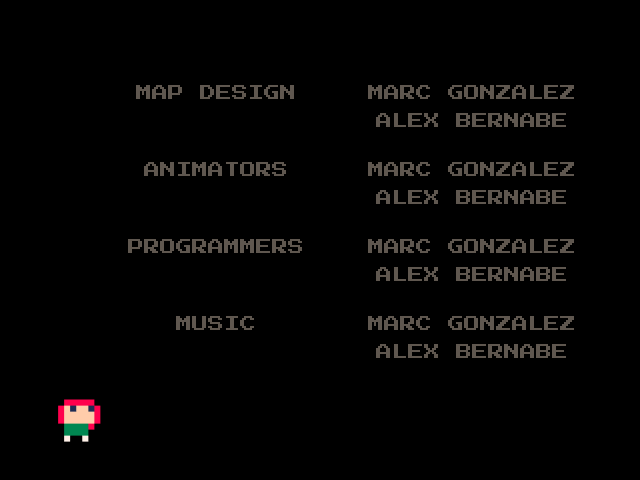 MAP DESIGN MARC GONZALEZ
ALEX BERNABE
ANIMATORS MARC GONZALEZ
ALEX BERNABE
PROGRAMMERS MARC GONZALEZ
ALEX BERNABE
MUSIC MARC GONZALEZ
ALEX BERNABE